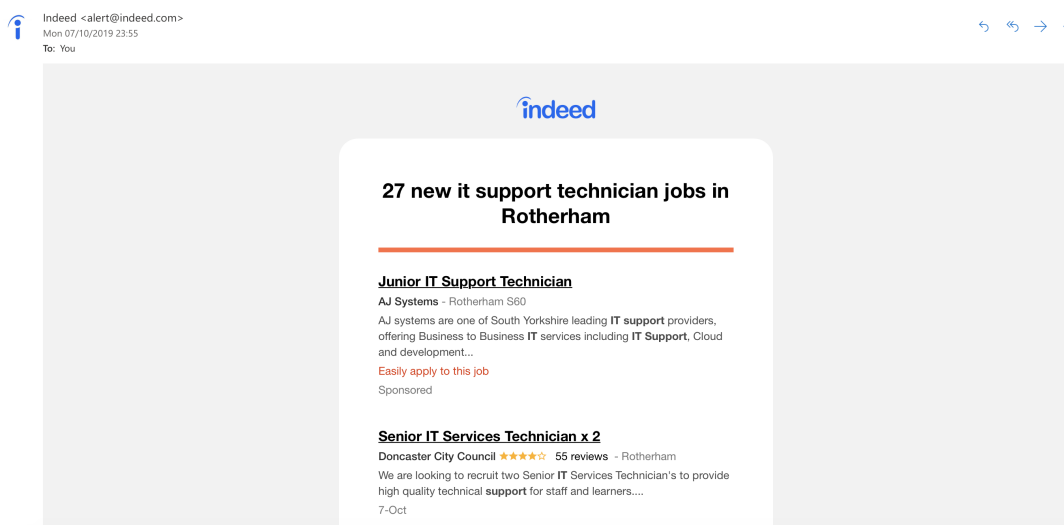 Indeed <alert@indeed.com>
Mon 07/10/2019 23:55
To: You
indeed
27 new it support technician jobs in
Rotherham
Junior IT Support Technician
AJ Systems - Rotherham S60
AJ systems are one of South Yorkshire leading IT support providers,
offering Business to Business IT services including IT Support, Cloud
and development...
Easily apply to this job
Sponsored
Senior IT Services Technician x 2
Doncaster City Council ★★★★☆ 55 reviews - Rotherham
We are looking to recruit two Senior IT Services Technician's to provide
high quality technical support for staff and learners....
7-Oct